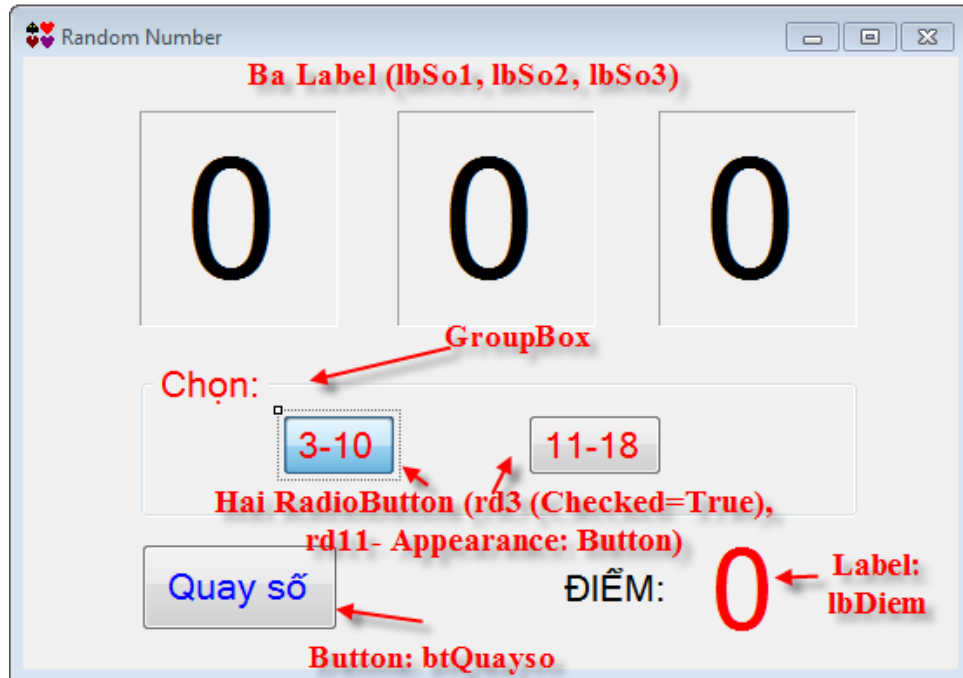 Random Number
Ba Label (lbSo1, lbSo2, lbSo3)
0 0 0
GroupBox
Chọn:
3-10 11-18
Hai RadioButton (rd3 (Checked=True),
rd11- Appearance: Button)
Quay số ĐIỂM: 0 Label:
lbDiem
Button: btQuayso